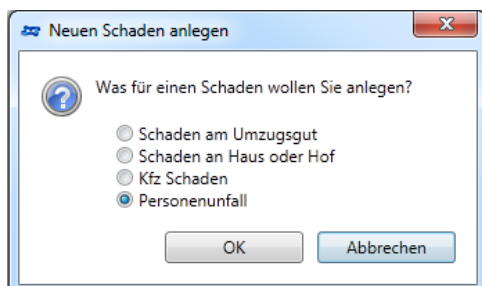 Neuen Schaden anlegen
Was für einen Schaden wollen Sie anlegen?
Schaden am Umzugsgut
Schaden an Haus oder Hof
Kfz Schaden
Personenunfall
OK Abbrechen